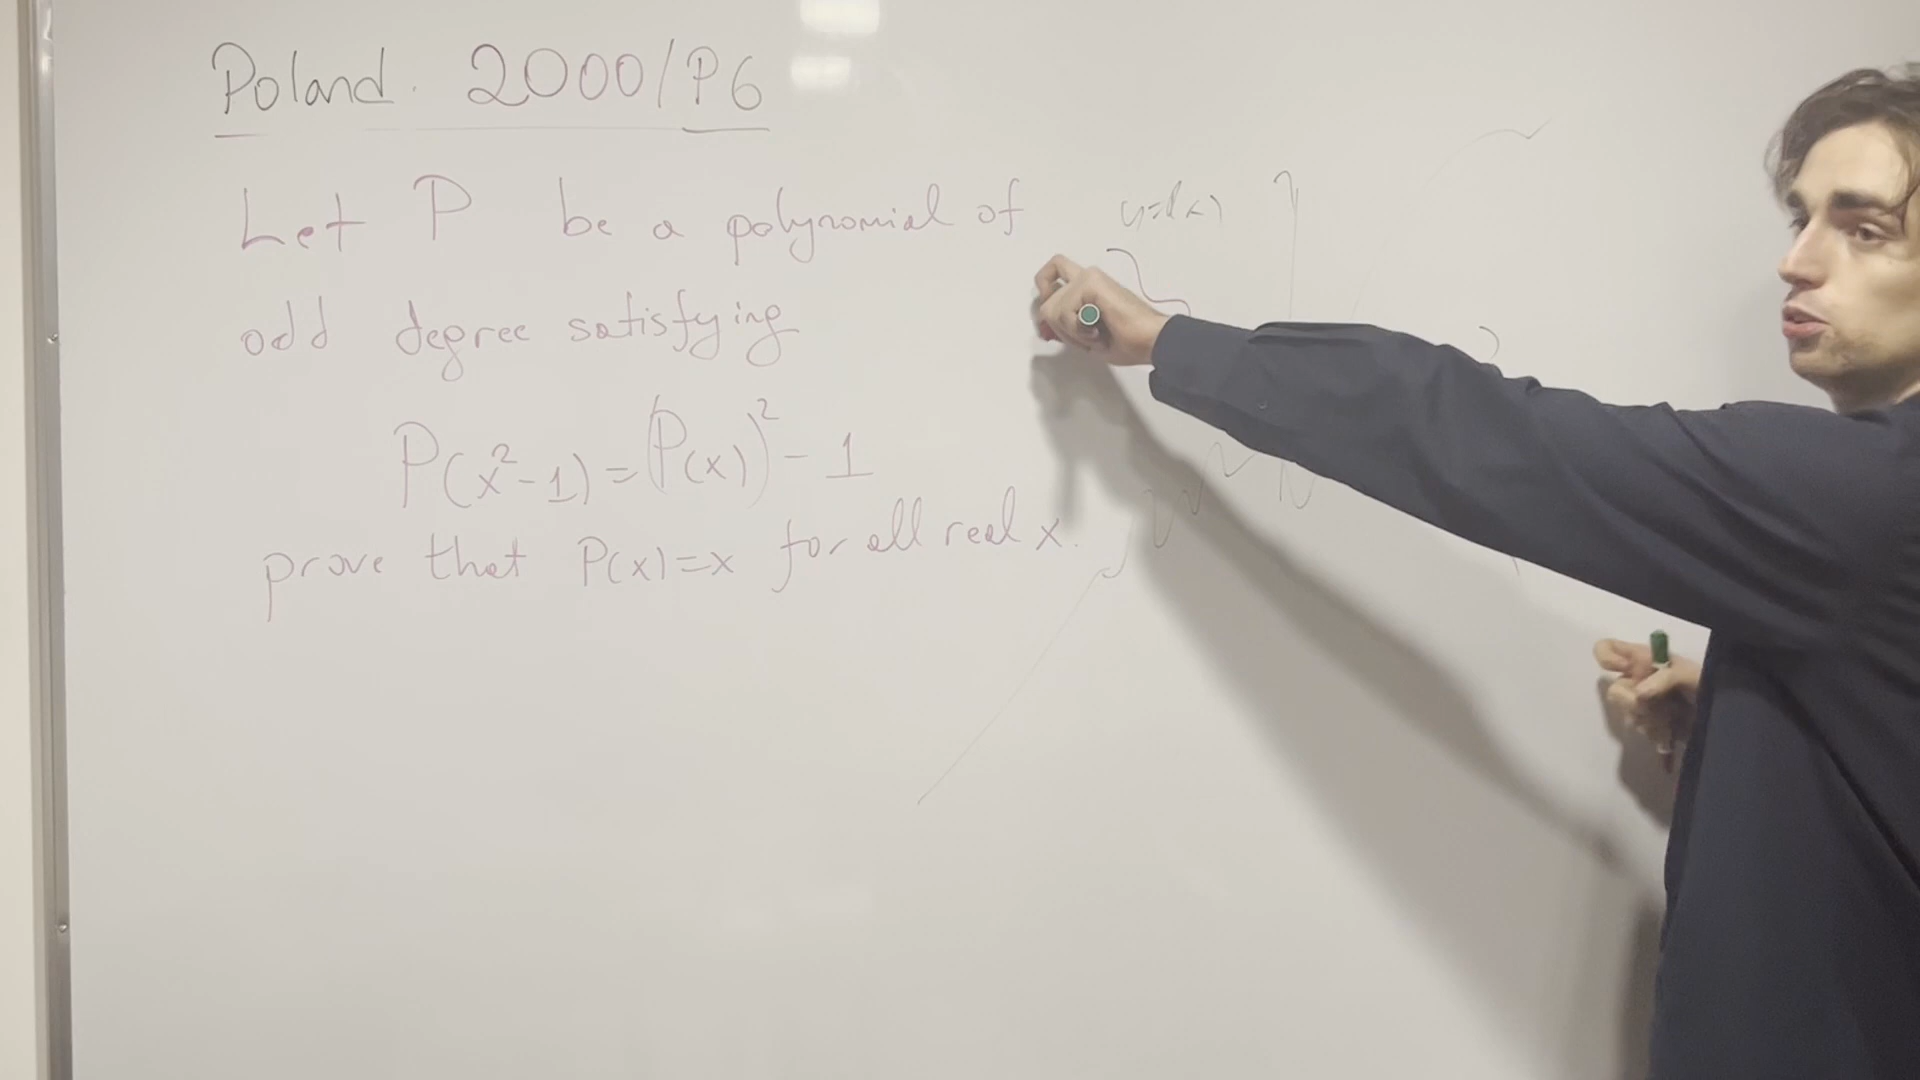 Poland. 2000/P6
Let P be a polynomial of
odd degree satisfying
P(x²-1)=(P(x))²-1
prove that P(x)=x for all real x.